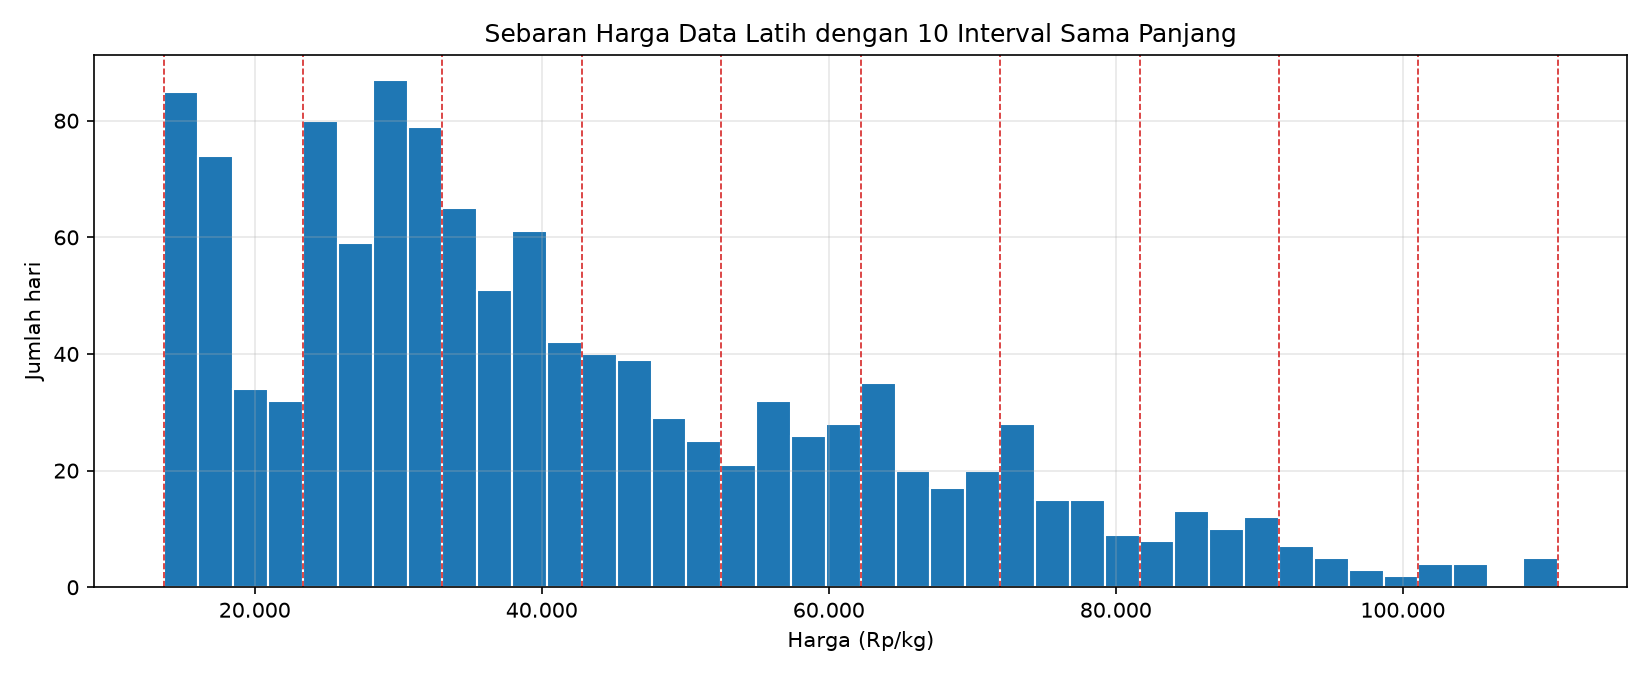 Sebaran Harga Data Latih dengan 10 Interval Sama Panjang
Jumlah hari
80
60
40
20
0
20.000 40.000 60.000 80.000 100.000
Harga (Rp/kg)